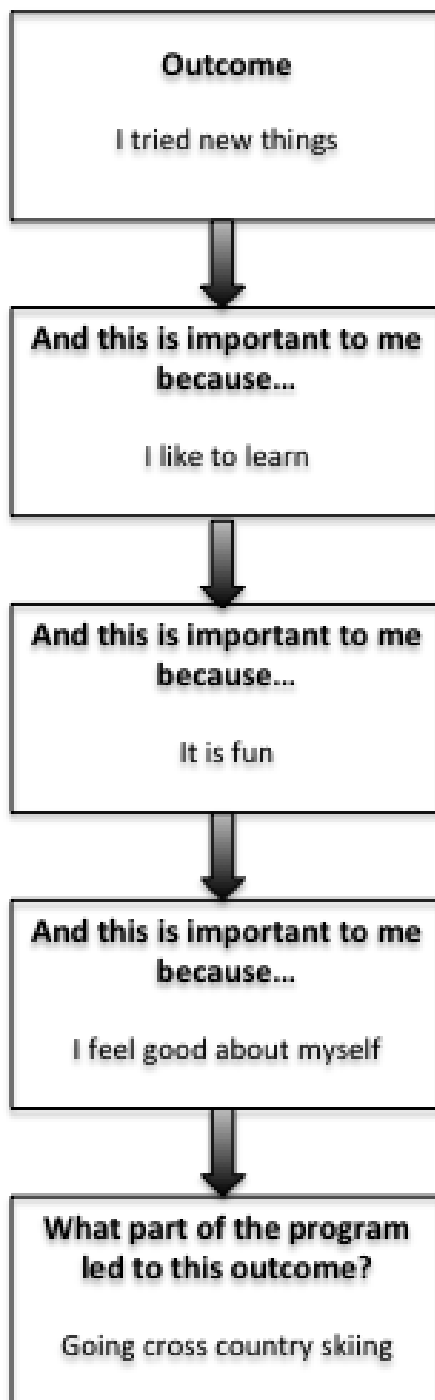 Outcome
I tried new things
And this is important to me
because...
I like to learn
And this is important to me
because...
It is fun
And this is important to me
because...
I feel good about myself
What part of the program
led to this outcome?
Going cross country skiing